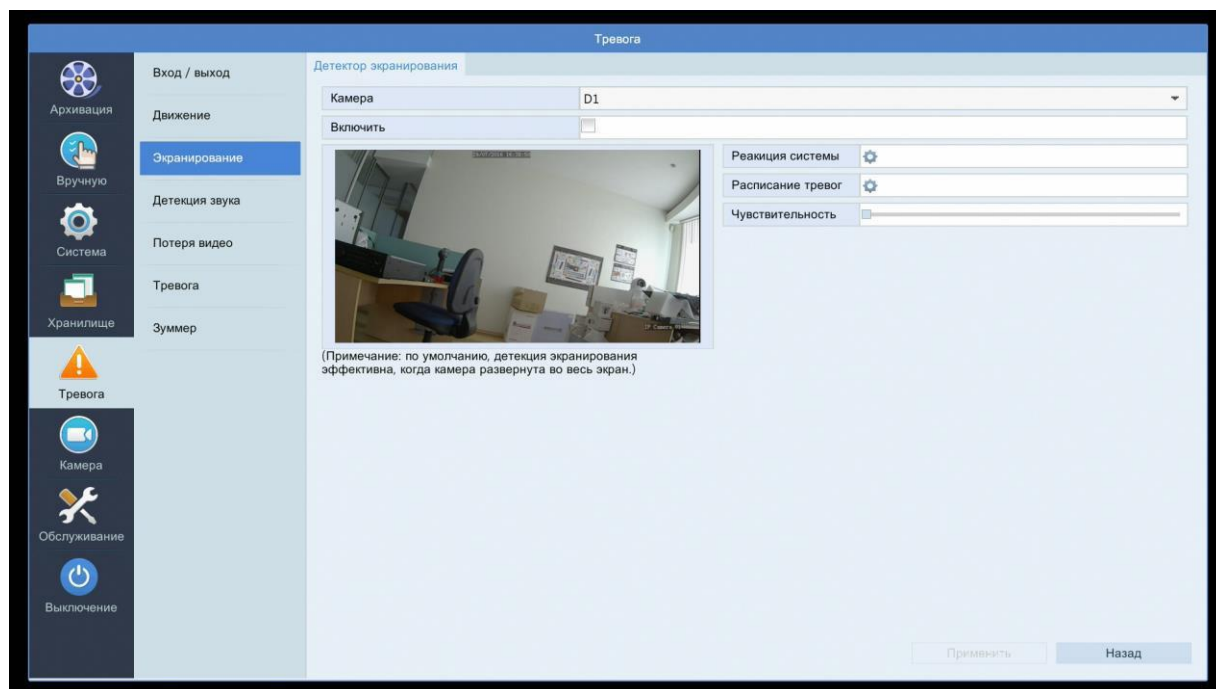 Тревога
Архивация
Вручную
Система
Хранилище
Тревога
Камера
Обслуживание
Выключение
Вход / выход
Движение
Экранирование
Детекция звука
Потеря видео
Тревога
Зуммер
Детектор экранирования
Камера D1
Включить
Реакиция системы
Расписание тревог
Чувствительность
(Примечание: по умолчанию, детекция экранирования
эффективна, когда камера развернута во весь экран.)
Применить Назад